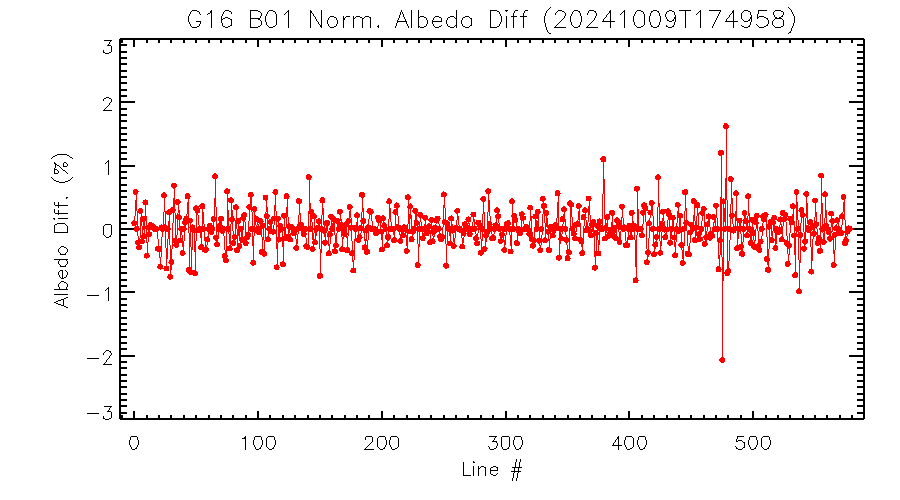 G16 B01 Norm. Albedo Diff (20241009T174958)
3
2
1
0
-1
-2
-3
Albedo Diff. (%)
0 100 200 300 400 500
Line #